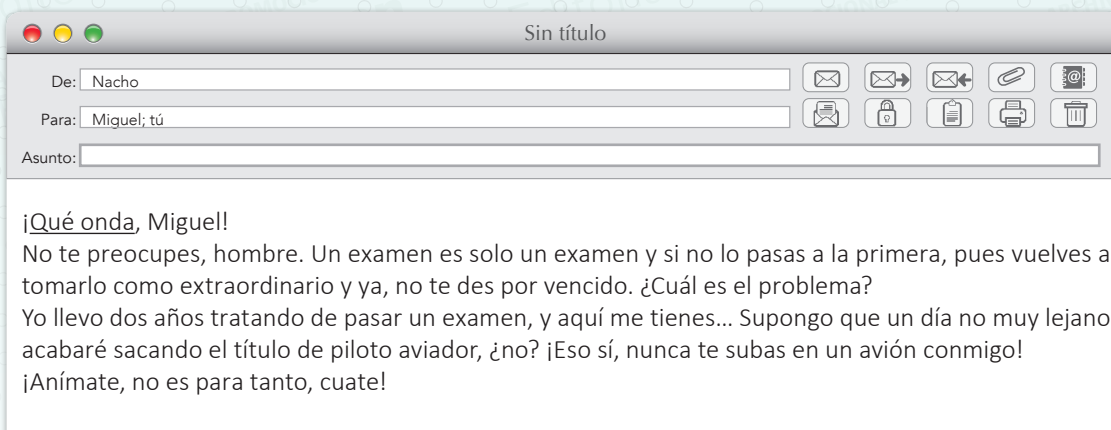 Sin título
De: Nacho
Para: Miguel; tú
Asunto:
¡Qué onda, Miguel!
No te preocupes, hombre. Un examen es solo un examen y si no lo pasas a la primera, pues vuelves a
tomarlo como extraordinario y ya, no te des por vencido. ¿Cuál es el problema?
Yo llevo dos años tratando de pasar un examen, y aquí me tienes... Supongo que un día no muy lejano
acabaré sacando el título de piloto aviador, ¿no? ¡Eso sí, nunca te subas en un avión conmigo!
¡Anímate, no es para tanto, cuate!